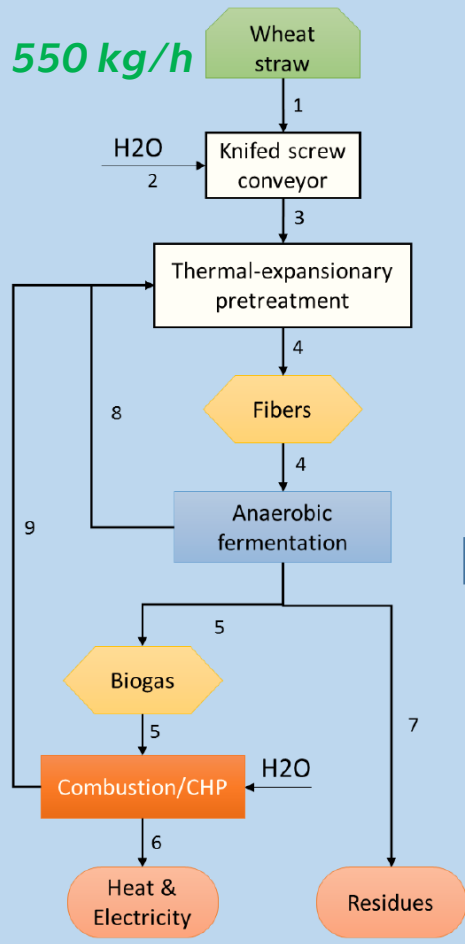 550 kg/h
Wheat
straw
1
H2O
2
Knifed screw
conveyor
3
Thermal-expansionary
pretreatment
4
Fibers
8
4
9
Anaerobic
fermentation
5
Biogas
5
7
H2O
Combustion/CHP
6
Heat &
Electricity
Residues